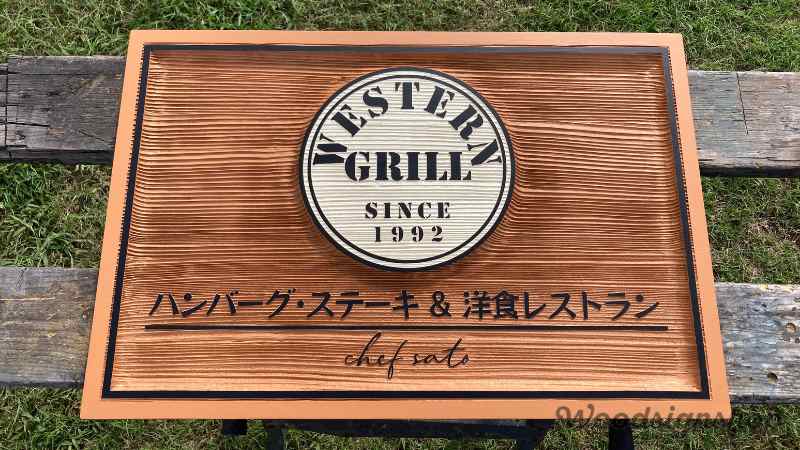 WESTERN
GRILL
SINCE
1992
ハンバーグ・ステーキ & 洋食レストラン
chef sato